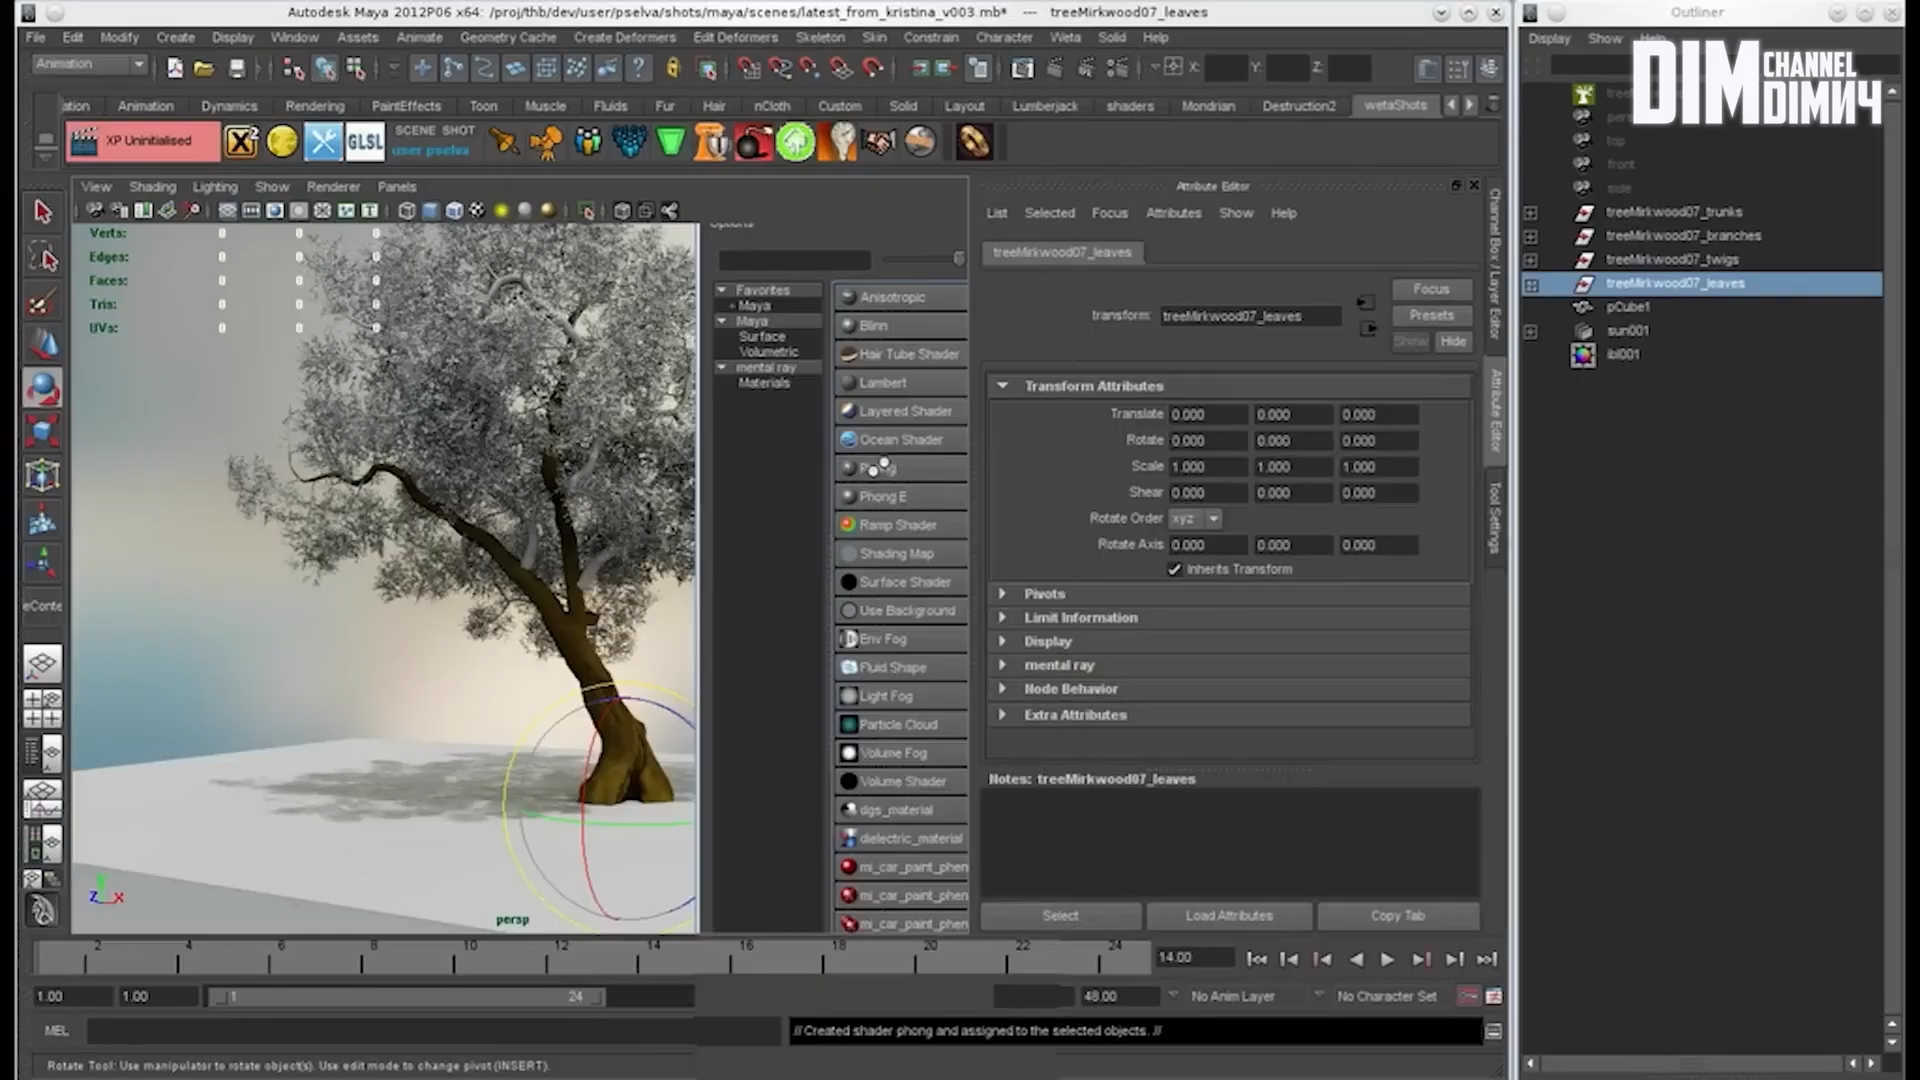 Autodesk Maya 2012P06 x64: /proj/thb/dev/user/pselva/shots/maya/scenes/latest_from_kristina_v003.mb* --- treeMirkwood07_leaves
Outliner
File Edit Modify Create Display Window Assets Animate Geometry Cache Create Deformers Edit Deformers Skeleton Skin Constrain Character Weta Solid Help
Display Show Help
DIM CHANNEL
DIMИЧ
Animation
X: Y: Z:
ation Animation Dynamics Rendering PaintEffects Toon Muscle Fluids Fur Hair nCloth Custom Solid Layout Lumberjack shaders Mondrian Destruction2 wetaShots
XP Uninitialised
X2
GLSL
SCENE SHOT
user pselva
top
front
side
treeMirkwood07_trunks
treeMirkwood07_branches
treeMirkwood07_twigs
treeMirkwood07_leaves
pCube1
sun001
ibl001
View Shading Lighting Show Renderer Panels
Verts: 0 0 0
Edges: 0 0 0
Faces: 0 0 0
Tris: 0 0 0
UVs: 0 0 0
Favorites
+ Maya
Maya
Surface
Volumetric
mental ray
Materials
Anisotropic
Blinn
Hair Tube Shader
Lambert
Layered Shader
Ocean Shader
Phong E
Ramp Shader
Shading Map
Surface Shader
Use Background
Env Fog
Fluid Shape
Light Fog
Particle Cloud
Volume Fog
Volume Shader
dgs_material
dielectric_material
mi_car_paint_phen
mi_car_paint_phen
mi_car_paint_phen
Attribute Editor
List Selected Focus Attributes Show Help
treeMirkwood07_leaves
transform: treeMirkwood07_leaves
Focus
Presets
Show Hide
Transform Attributes
Translate 0.000 0.000 0.000
Rotate 0.000 0.000 0.000
Scale 1.000 1.000 1.000
Shear 0.000 0.000 0.000
Rotate Order xyz
Rotate Axis 0.000 0.000 0.000
Inherits Transform
Pivots
Limit Information
Display
mental ray
Node Behavior
Extra Attributes
Notes: treeMirkwood07_leaves
Select Load Attributes Copy Tab
Channel Box / Layer Editor
Attribute Editor
Tool Settings
eConte
Z X
persp
2 4 6 8 10 12 14 16 18 20 22 24
14.00
1.00 1.00 1 24 48.00 No Anim Layer No Character Set
MEL
// Created shader phong and assigned to the selected objects. //
Rotate Tool: Use manipulator to rotate object(s). Use edit mode to change pivot (INSERT).